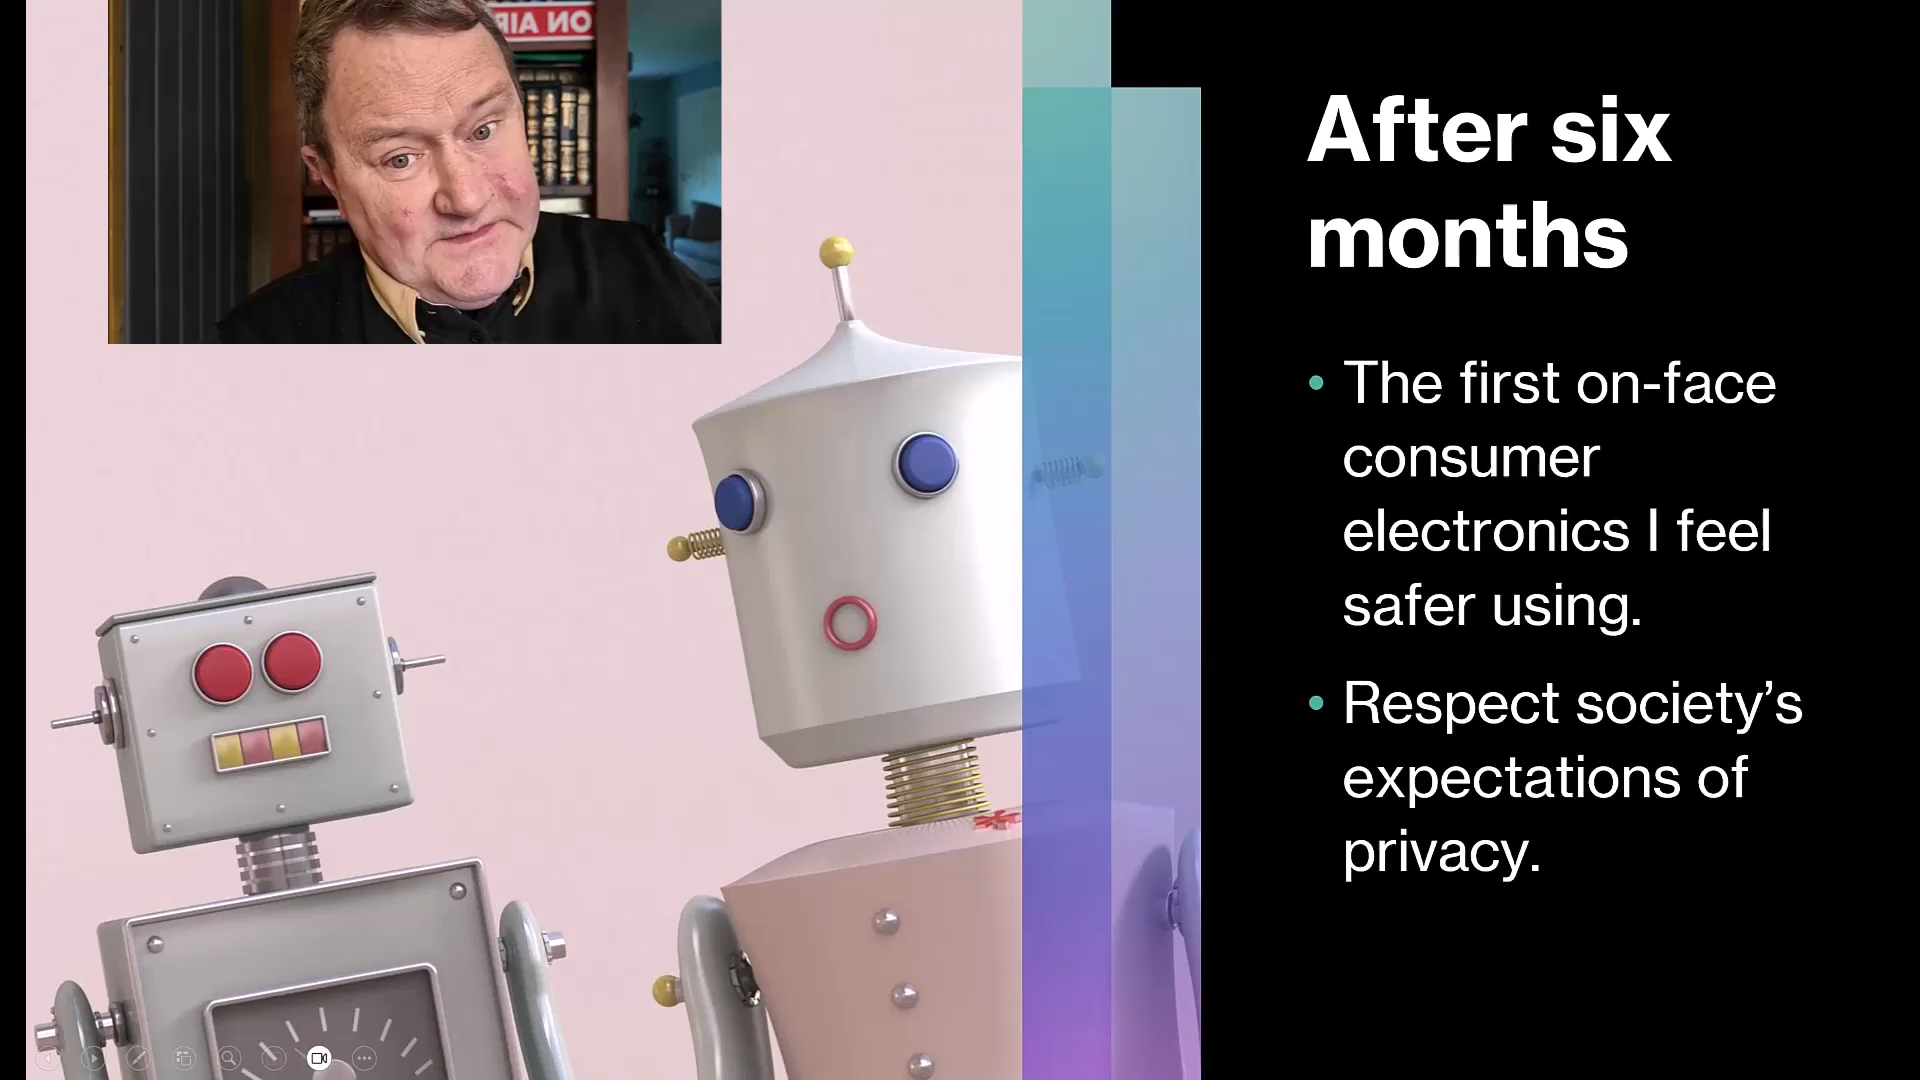 ON AIR
After six
months
• The first on-face
consumer
electronics I feel
safer using.
• Respect society’s
expectations of
privacy.